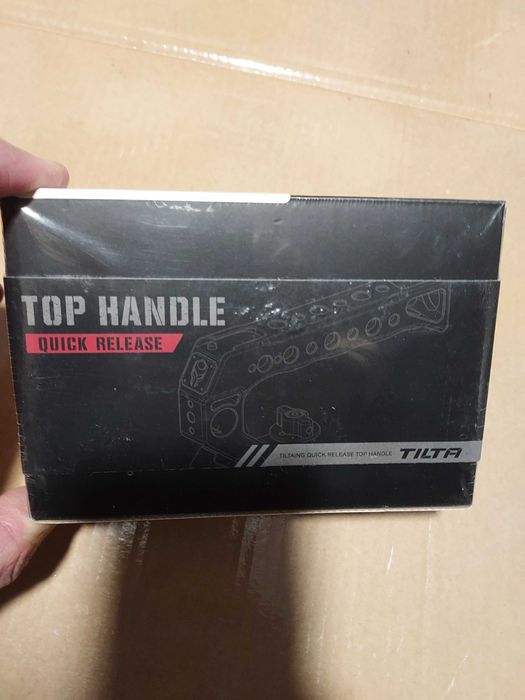 TOP HANDLE
QUICK RELEASE
TILTAING QUICK RELEASE TOP HANDLE TILTA